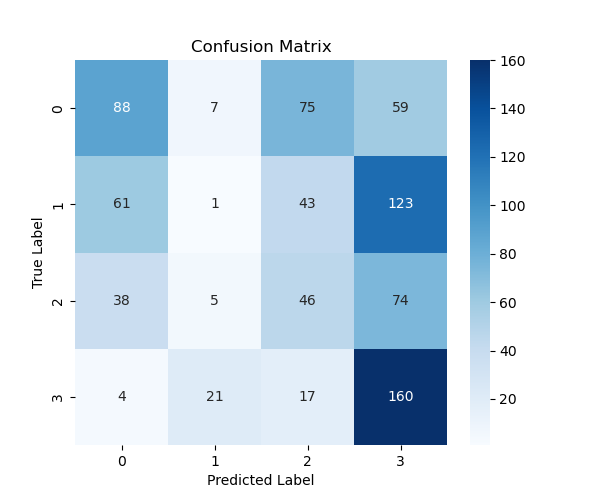 Confusion Matrix
True Label
0 88 7 75 59
1 61 1 43 123
2 38 5 46 74
3 4 21 17 160
0 1 2 3
Predicted Label
160
140
120
100
80
60
40
20